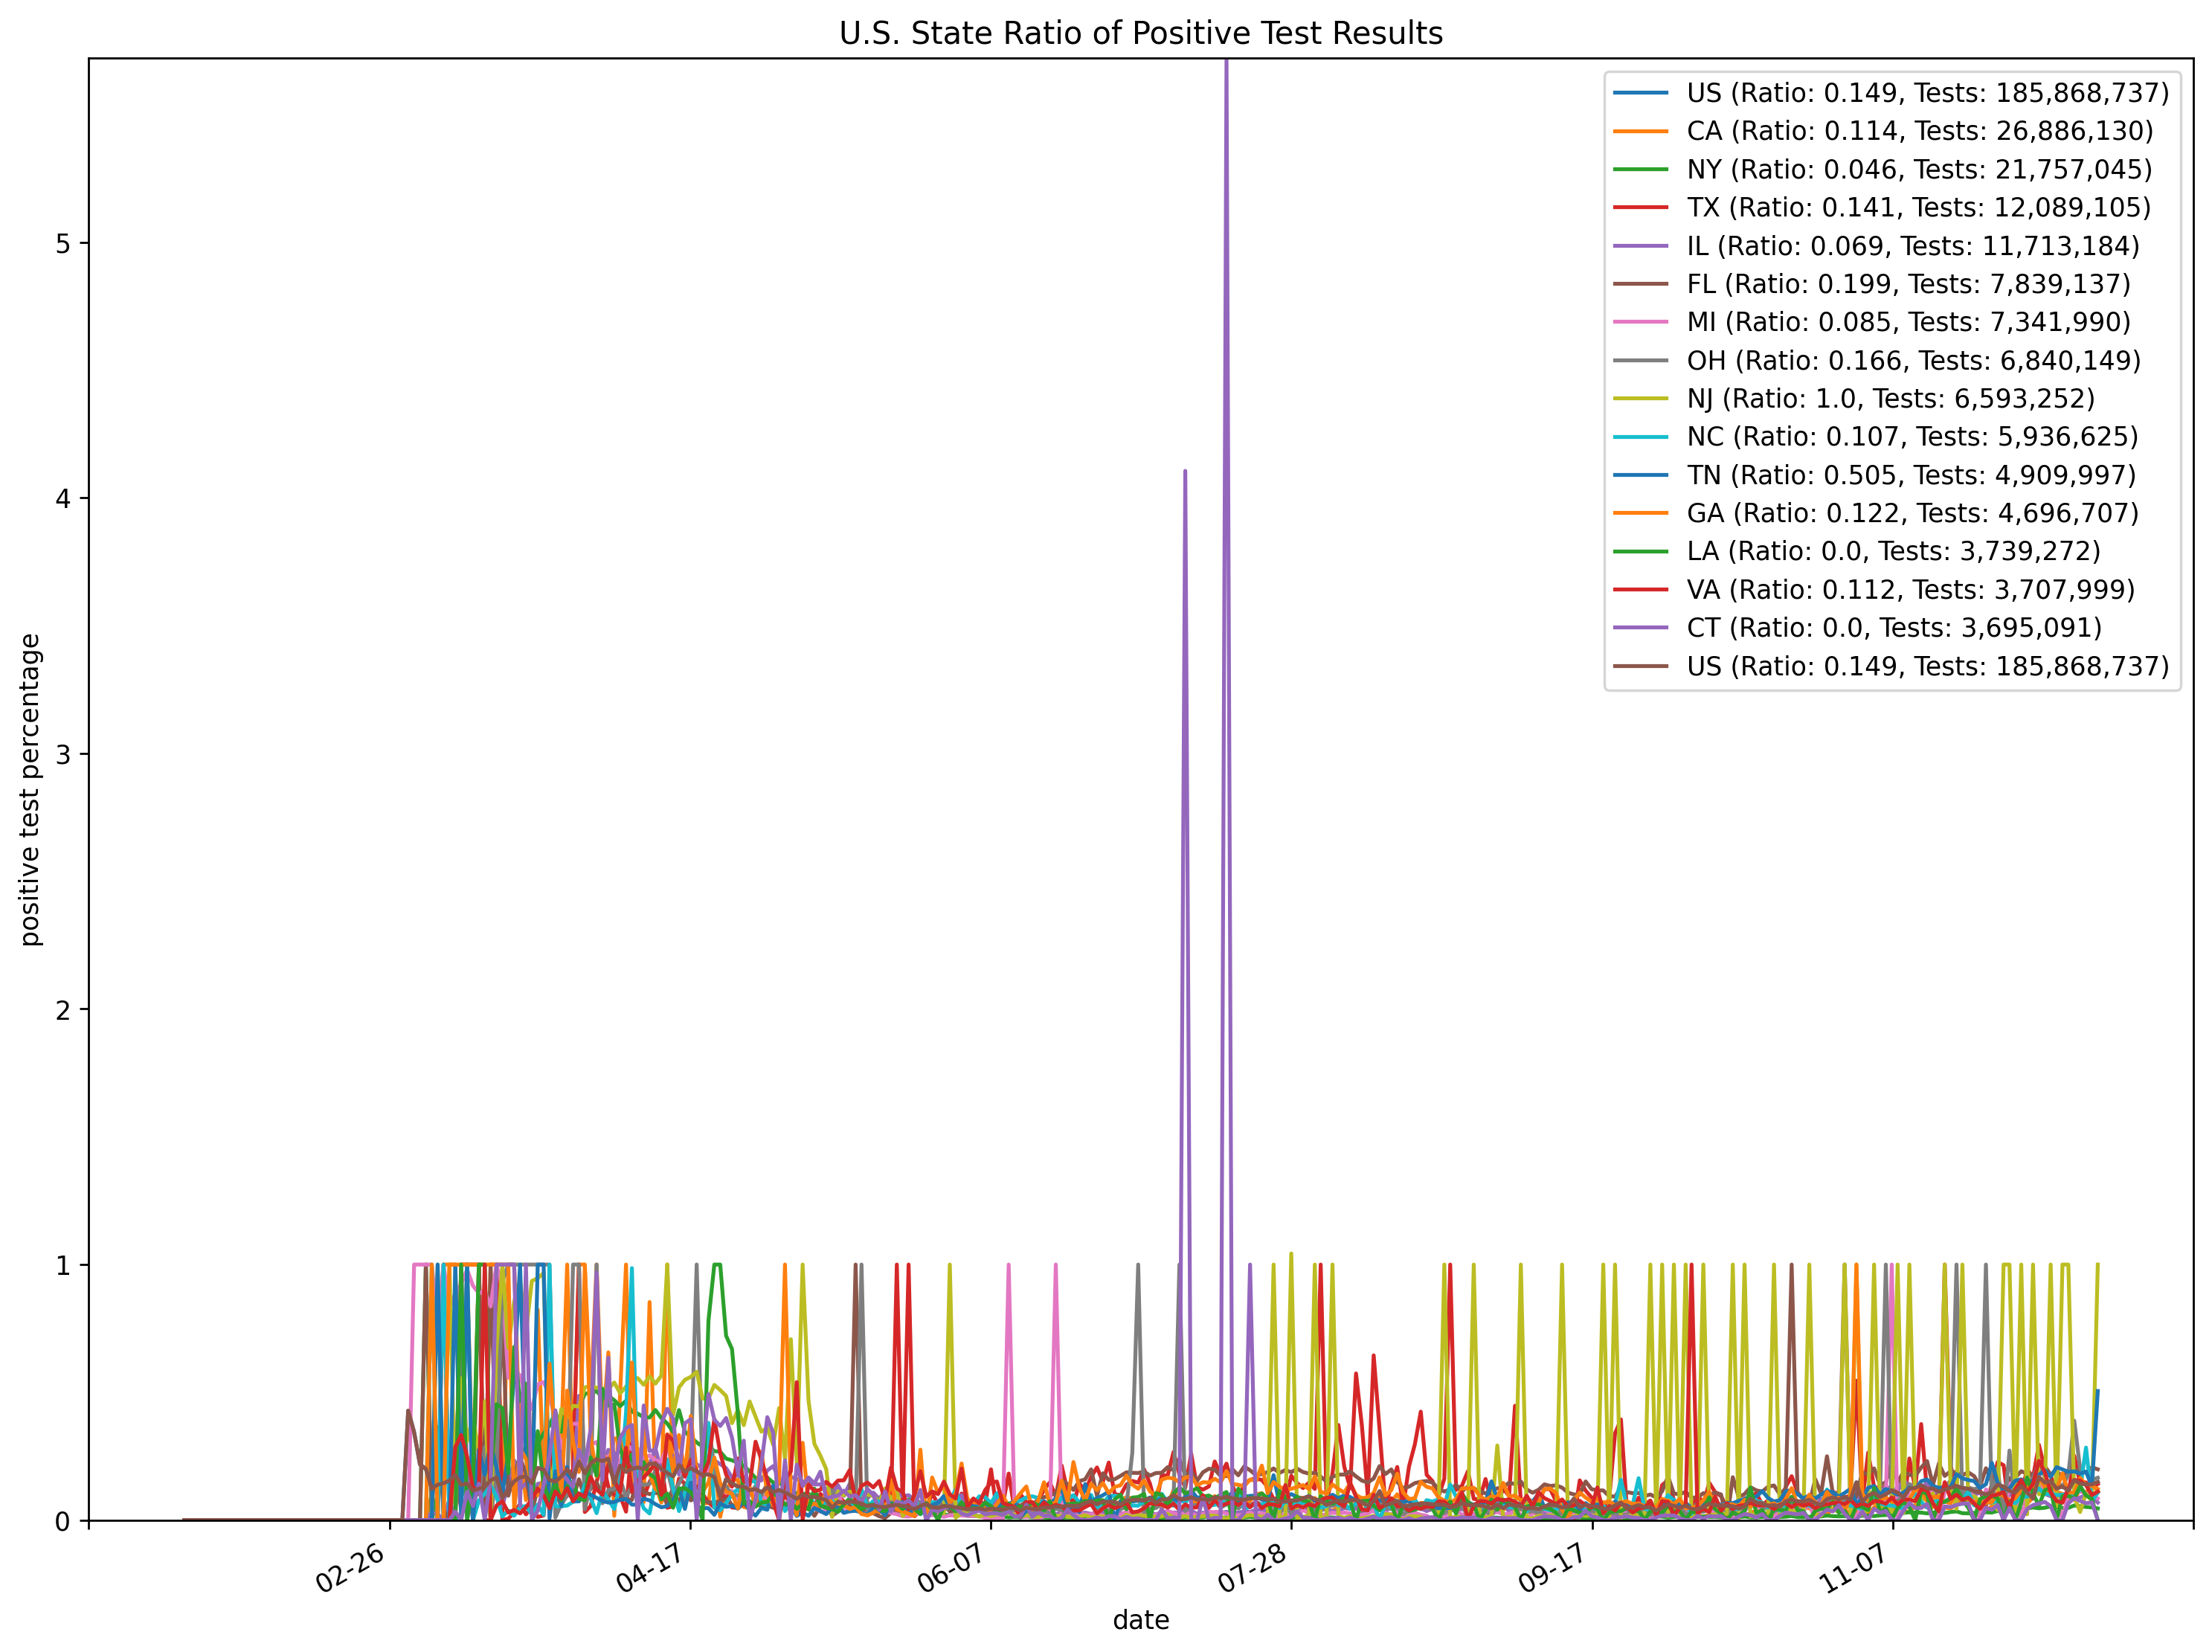 U.S. State Ratio of Positive Test Results
US (Ratio: 0.149, Tests: 185,868,737)
CA (Ratio: 0.114, Tests: 26,886,130)
NY (Ratio: 0.046, Tests: 21,757,045)
TX (Ratio: 0.141, Tests: 12,089,105)
IL (Ratio: 0.069, Tests: 11,713,184)
FL (Ratio: 0.199, Tests: 7,839,137)
MI (Ratio: 0.085, Tests: 7,341,990)
OH (Ratio: 0.166, Tests: 6,840,149)
NJ (Ratio: 1.0, Tests: 6,593,252)
NC (Ratio: 0.107, Tests: 5,936,625)
TN (Ratio: 0.505, Tests: 4,909,997)
GA (Ratio: 0.122, Tests: 4,696,707)
LA (Ratio: 0.0, Tests: 3,739,272)
VA (Ratio: 0.112, Tests: 3,707,999)
CT (Ratio: 0.0, Tests: 3,695,091)
US (Ratio: 0.149, Tests: 185,868,737)
positive test percentage
5
4
3
2
1
0
02-26
04-17
06-07
07-28
09-17
11-07
date